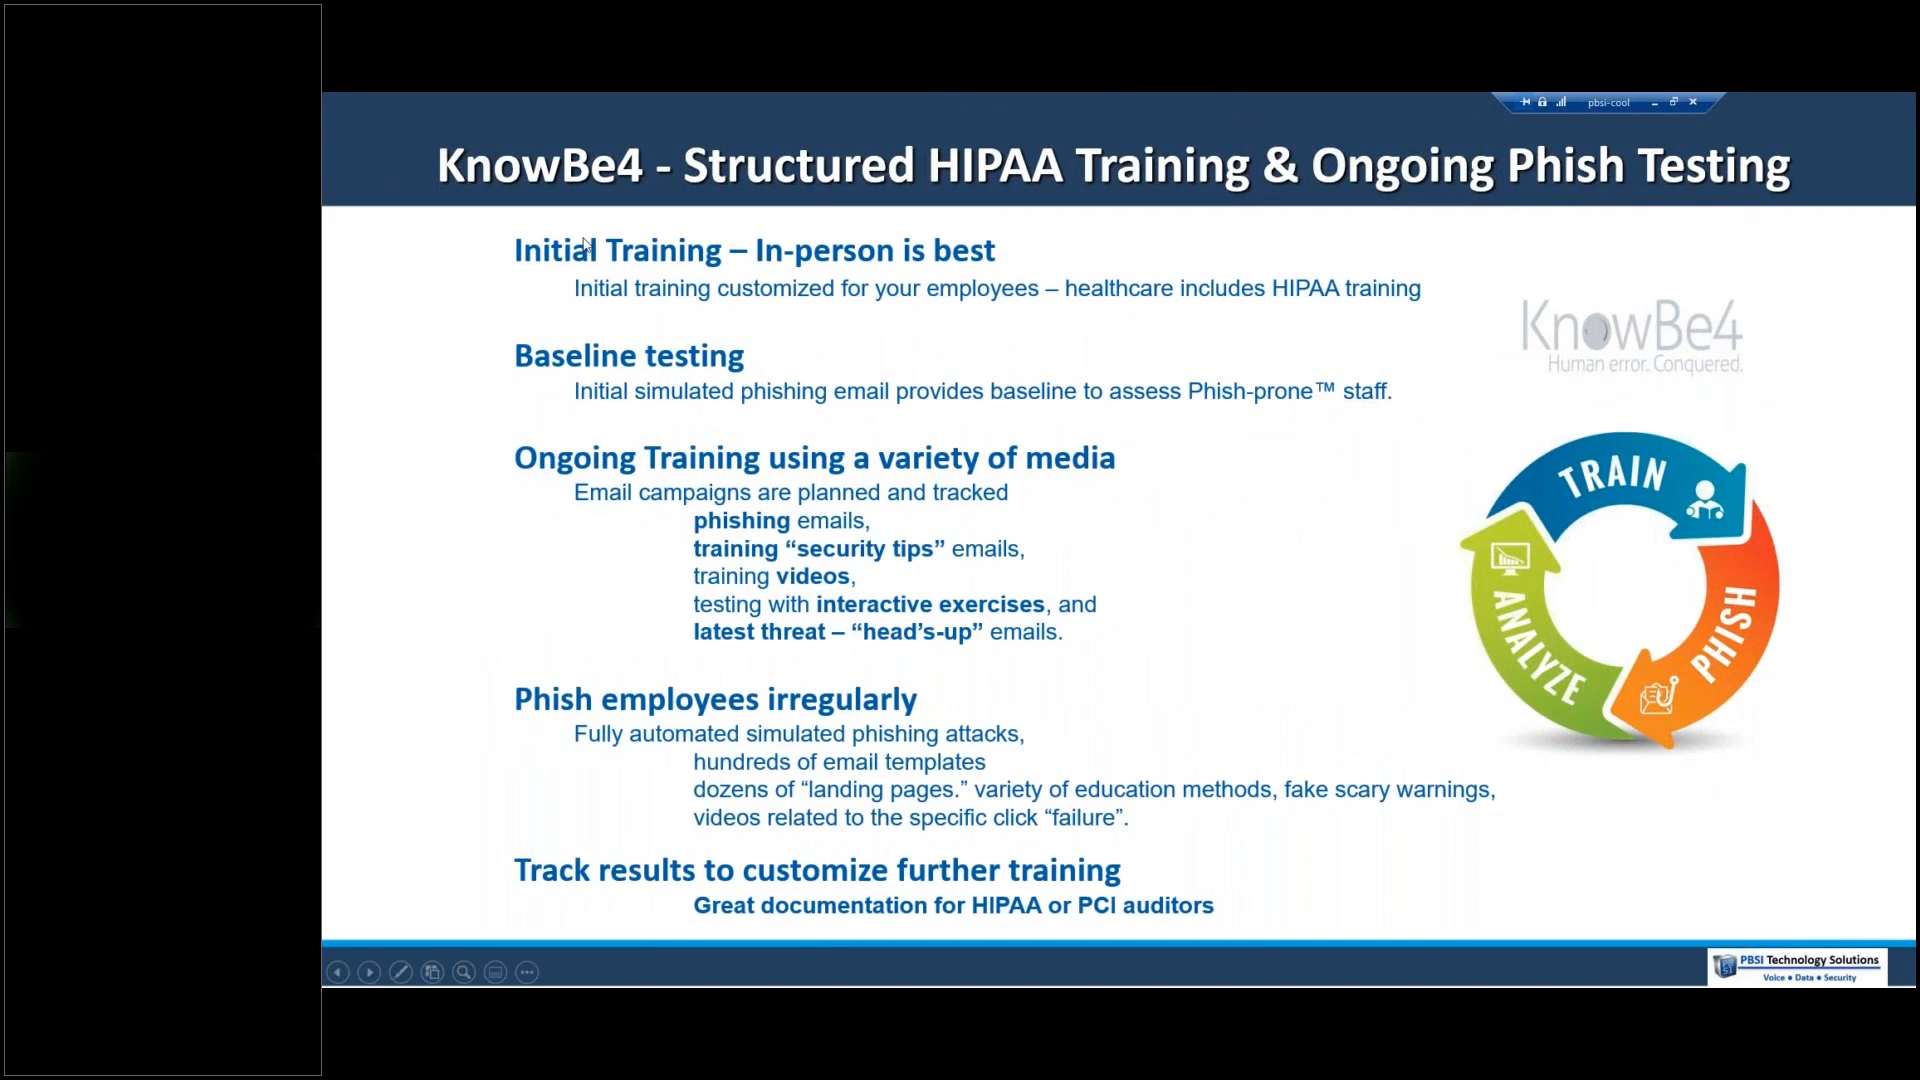 pbsi-cool
KnowBe4 - Structured HIPAA Training & Ongoing Phish Testing
Initial Training – In-person is best
Initial training customized for your employees – healthcare includes HIPAA training
KnowBe4
Human error. Conquered.
Baseline testing
Initial simulated phishing email provides baseline to assess Phish-prone™ staff.
Ongoing Training using a variety of media
Email campaigns are planned and tracked
phishing emails,
training “security tips” emails,
training videos,
testing with interactive exercises, and
latest threat – “head’s-up” emails.
TRAIN
PHISH
ANALYZE
Phish employees irregularly
Fully automated simulated phishing attacks,
hundreds of email templates
dozens of “landing pages.” variety of education methods, fake scary warnings,
videos related to the specific click “failure”.
Track results to customize further training
Great documentation for HIPAA or PCI auditors
PBSI Technology Solutions
Voice • Data • Security